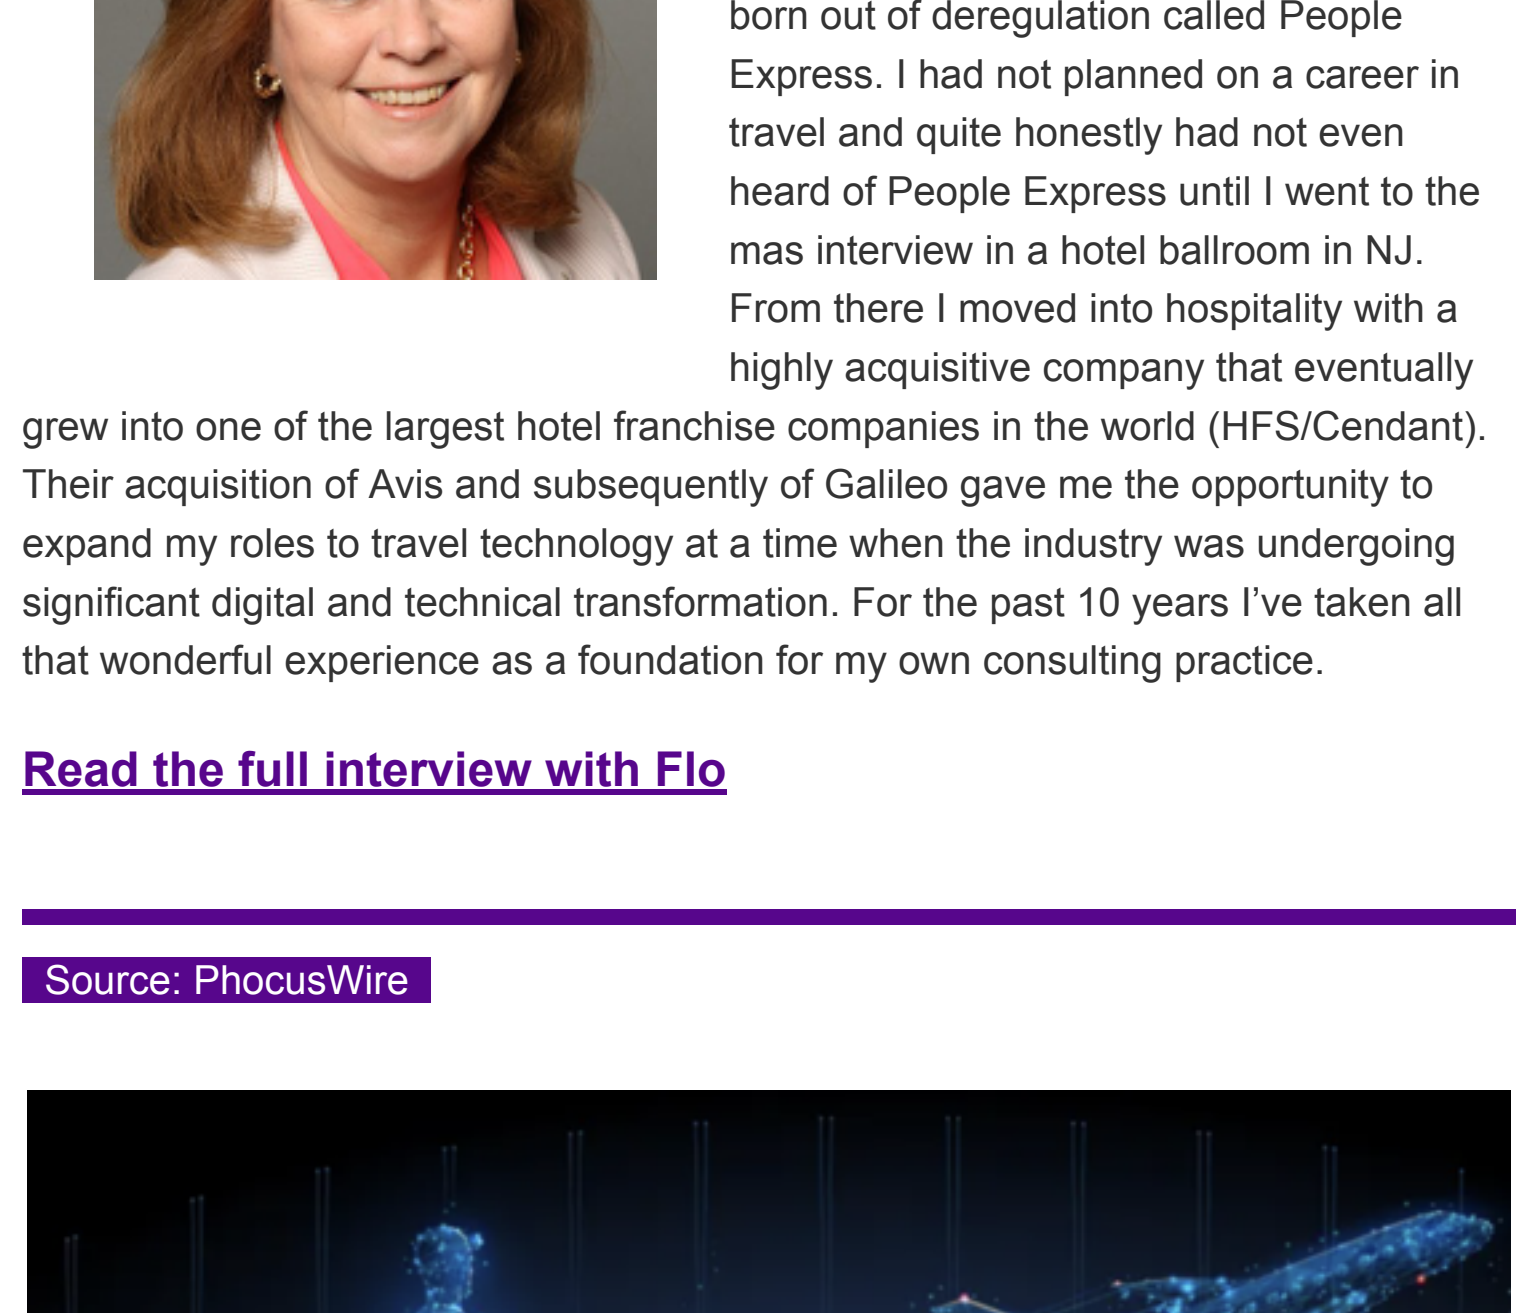 born out of deregulation called People
Express. I had not planned on a career in
travel and quite honestly had not even
heard of People Express until I went to the
mas interview in a hotel ballroom in NJ.
From there I moved into hospitality with a
highly acquisitive company that eventually
grew into one of the largest hotel franchise companies in the world (HFS/Cendant).
Their acquisition of Avis and subsequently of Galileo gave me the opportunity to
expand my roles to travel technology at a time when the industry was undergoing
significant digital and technical transformation. For the past 10 years I’ve taken all
that wonderful experience as a foundation for my own consulting practice.
Read the full interview with Flo
Source: PhocusWire